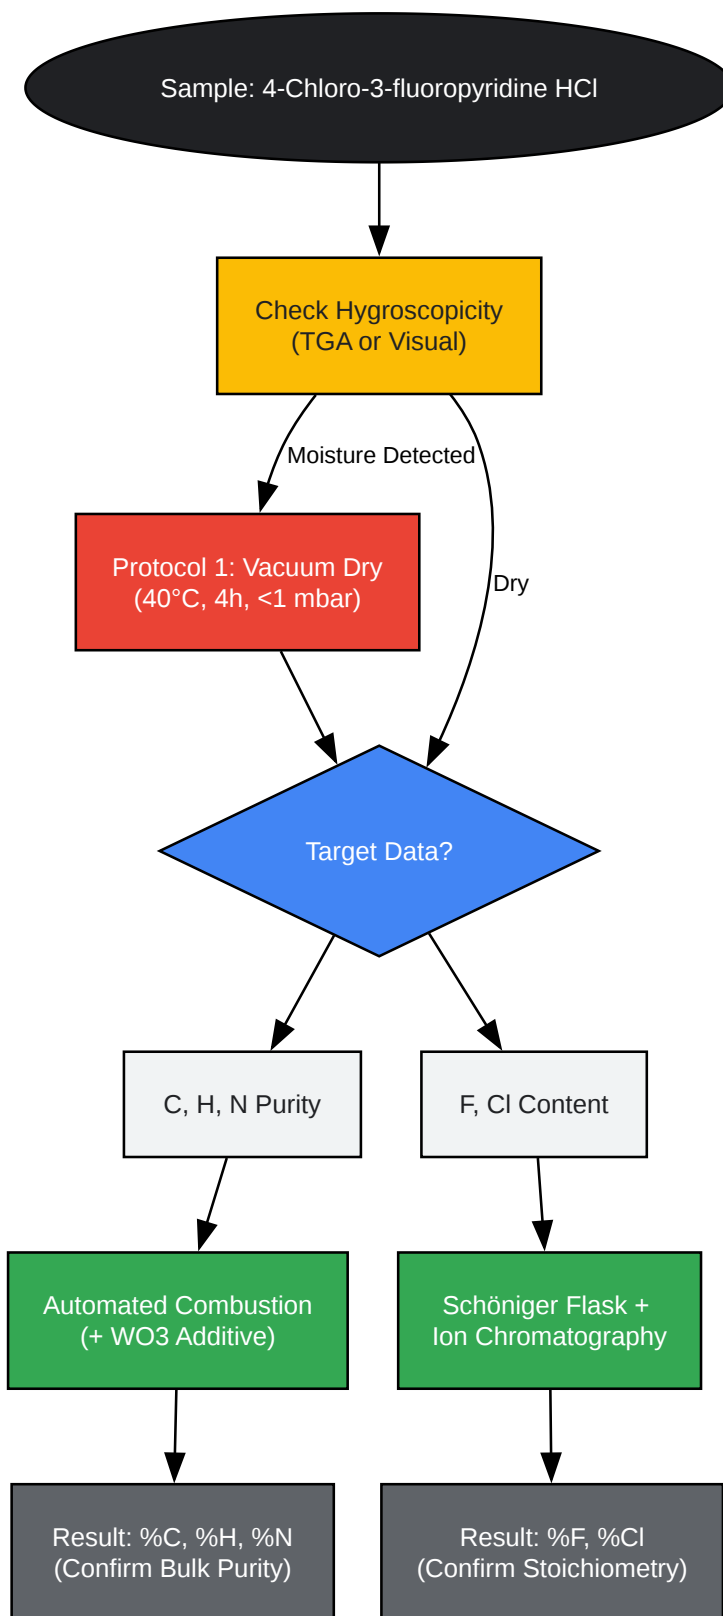 Sample: 4-Chloro-3-fluoropyridine HCl
Check Hygroscopicity
(TGA or Visual)
Moisture Detected
Protocol 1: Vacuum Dry
(40°C, 4h, <1 mbar)
Dry
Target Data?
C, H, N Purity
F, Cl Content
Automated Combustion
(+ WO3 Additive)
Schöniger Flask +
Ion Chromatography
Result: %C, %H, %N
(Confirm Bulk Purity)
Result: %F, %Cl
(Confirm Stoichiometry)